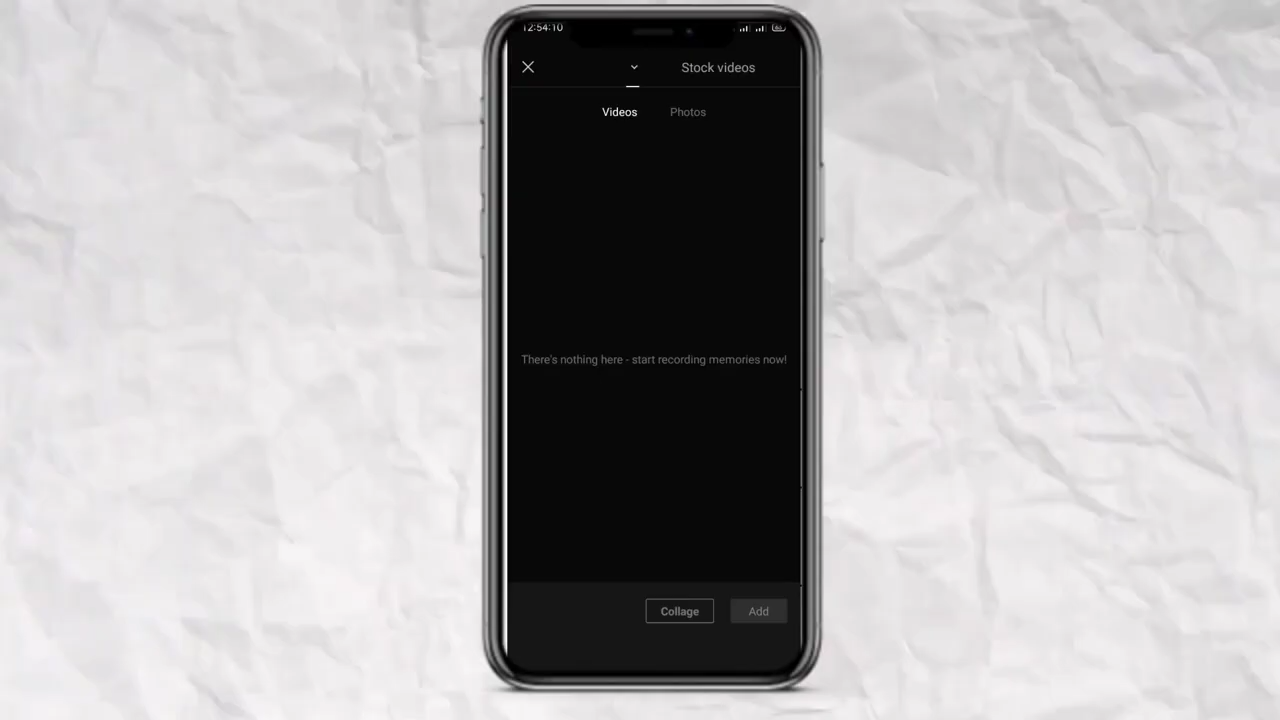 12:54:10
Stock videos
Videos Photos
There's nothing here - start recording memories now!
Collage Add